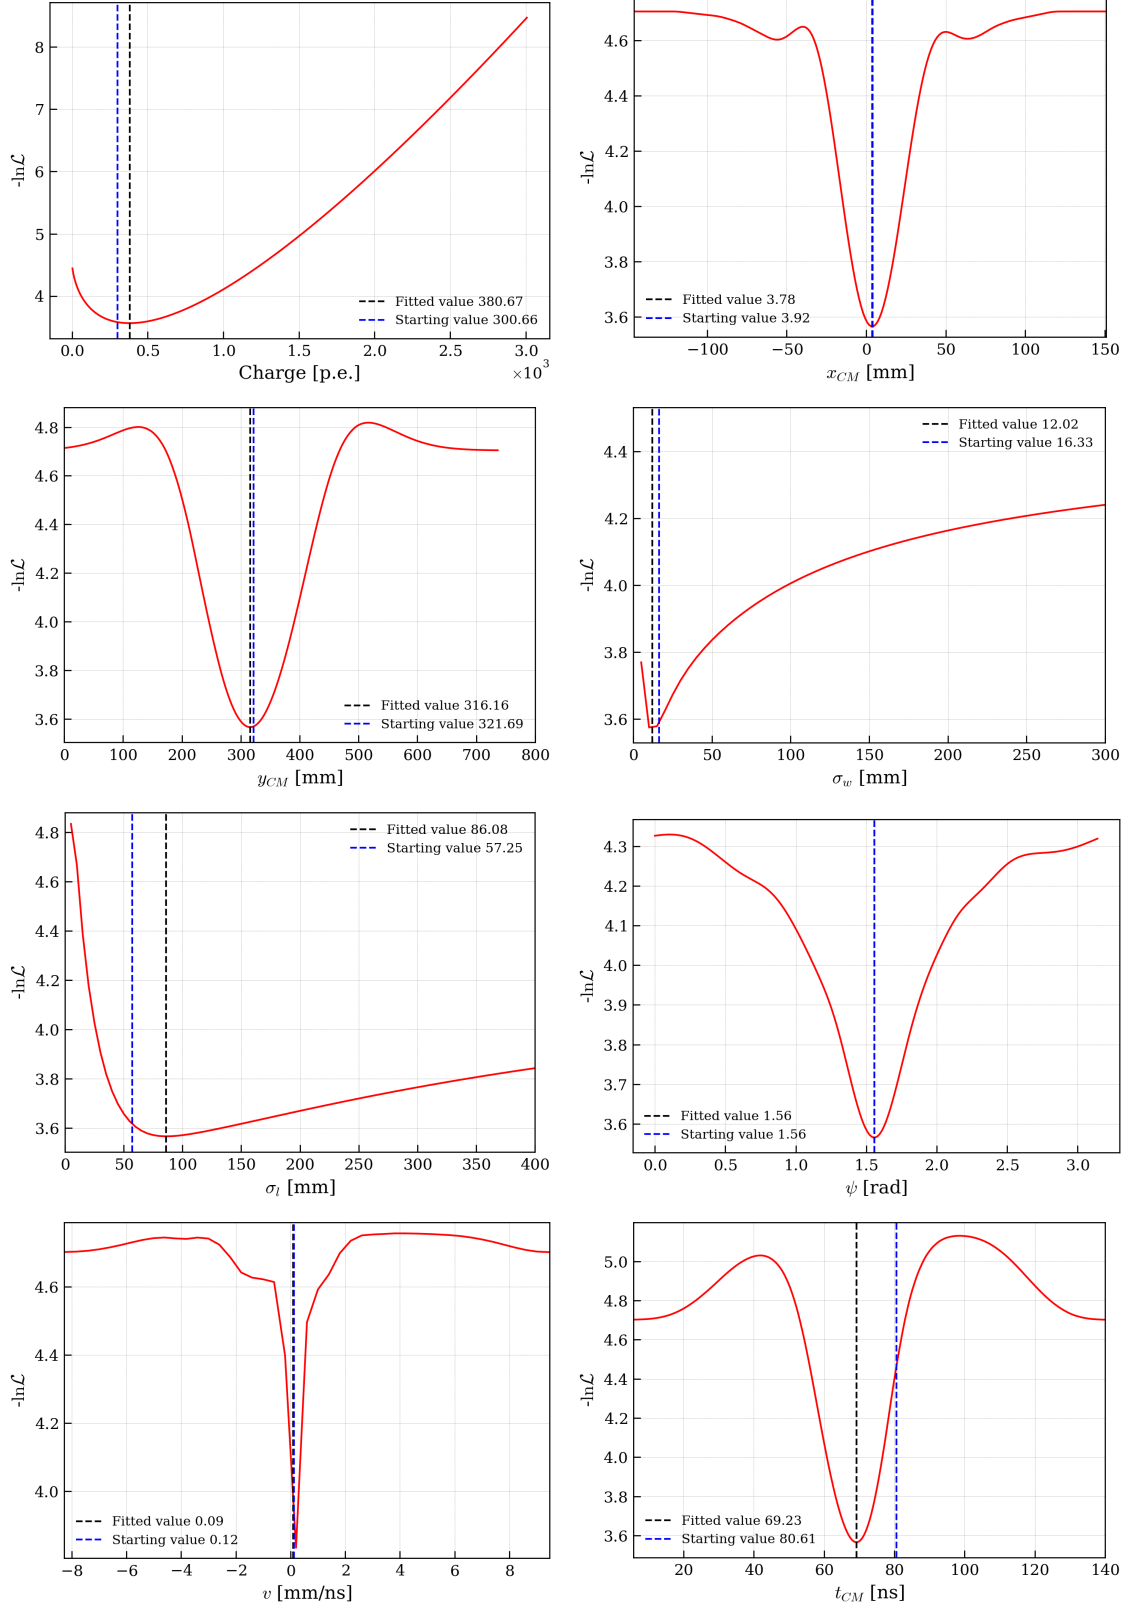 8
7
6
5
4
-lnℒ
Fitted value 380.67
Starting value 300.66
0.0 0.5 1.0 1.5 2.0 2.5 3.0
Charge [p.e.]
×10³
4.6
4.4
4.2
4.0
3.8
3.6
-lnℒ
Fitted value 3.78
Starting value 3.92
−100 −50 0 50 100 150
x_CM [mm]
4.8
4.6
4.4
4.2
4.0
3.8
3.6
-lnℒ
Fitted value 316.16
Starting value 321.69
0 100 200 300 400 500 600 700 800
y_CM [mm]
Fitted value 12.02
Starting value 16.33
4.4
4.2
4.0
3.8
3.6
-lnℒ
0 50 100 150 200 250 300
σ_w [mm]
Fitted value 86.08
Starting value 57.25
4.8
4.6
4.4
4.2
4.0
3.8
3.6
-lnℒ
0 50 100 150 200 250 300 350 400
σ_l [mm]
4.3
4.2
4.1
4.0
3.9
3.8
3.7
3.6
-lnℒ
Fitted value 1.56
Starting value 1.56
0.0 0.5 1.0 1.5 2.0 2.5 3.0
ψ [rad]
4.6
4.4
4.2
4.0
-lnℒ
Fitted value 0.09
Starting value 0.12
−8 −6 −4 −2 0 2 4 6 8
v [mm/ns]
5.0
4.8
4.6
4.4
4.2
4.0
3.8
3.6
-lnℒ
Fitted value 69.23
Starting value 80.61
20 40 60 80 100 120 140
t_CM [ns]